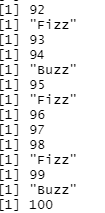 [1] 92
[1] "Fizz"
[1] 93
[1] 94
[1] "Buzz"
[1] 95
[1] "Fizz"
[1] 96
[1] 97
[1] 98
[1] "Fizz"
[1] 99
[1] "Buzz"
[1] 100